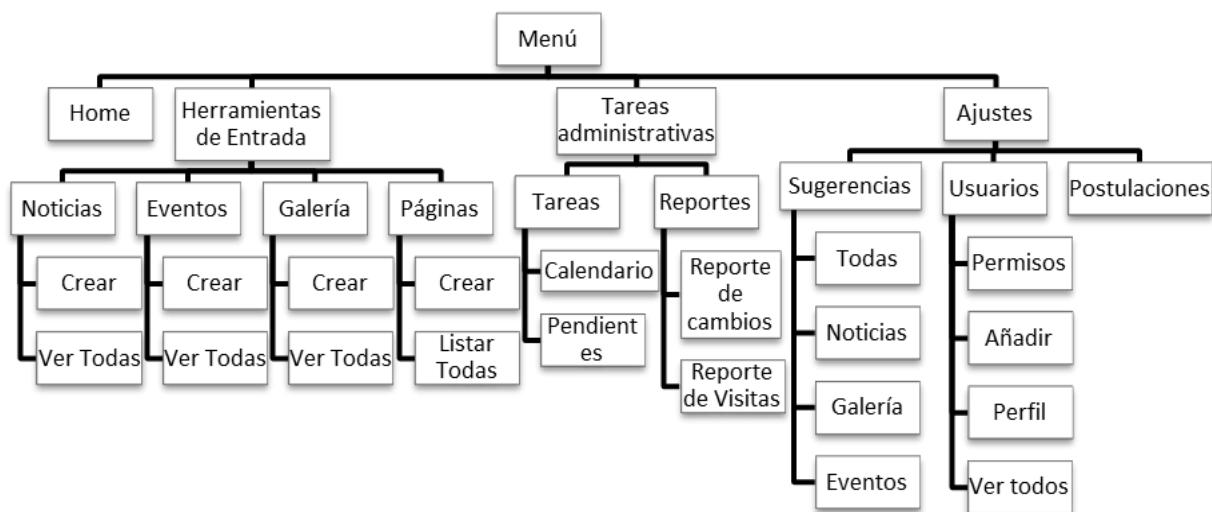 Menú
Home
Herramientas
de Entrada
Tareas
administrativas
Ajustes
Noticias
Eventos
Galería
Páginas
Tareas
Reportes
Sugerencias
Usuarios
Postulaciones
Crear
Ver Todas
Crear
Ver Todas
Crear
Ver Todas
Crear
Listar
Todas
Calendario
Pendient
es
Reporte
de
cambios
Reporte
de Visitas
Todas
Noticias
Galería
Eventos
Permisos
Añadir
Perfil
Ver todos